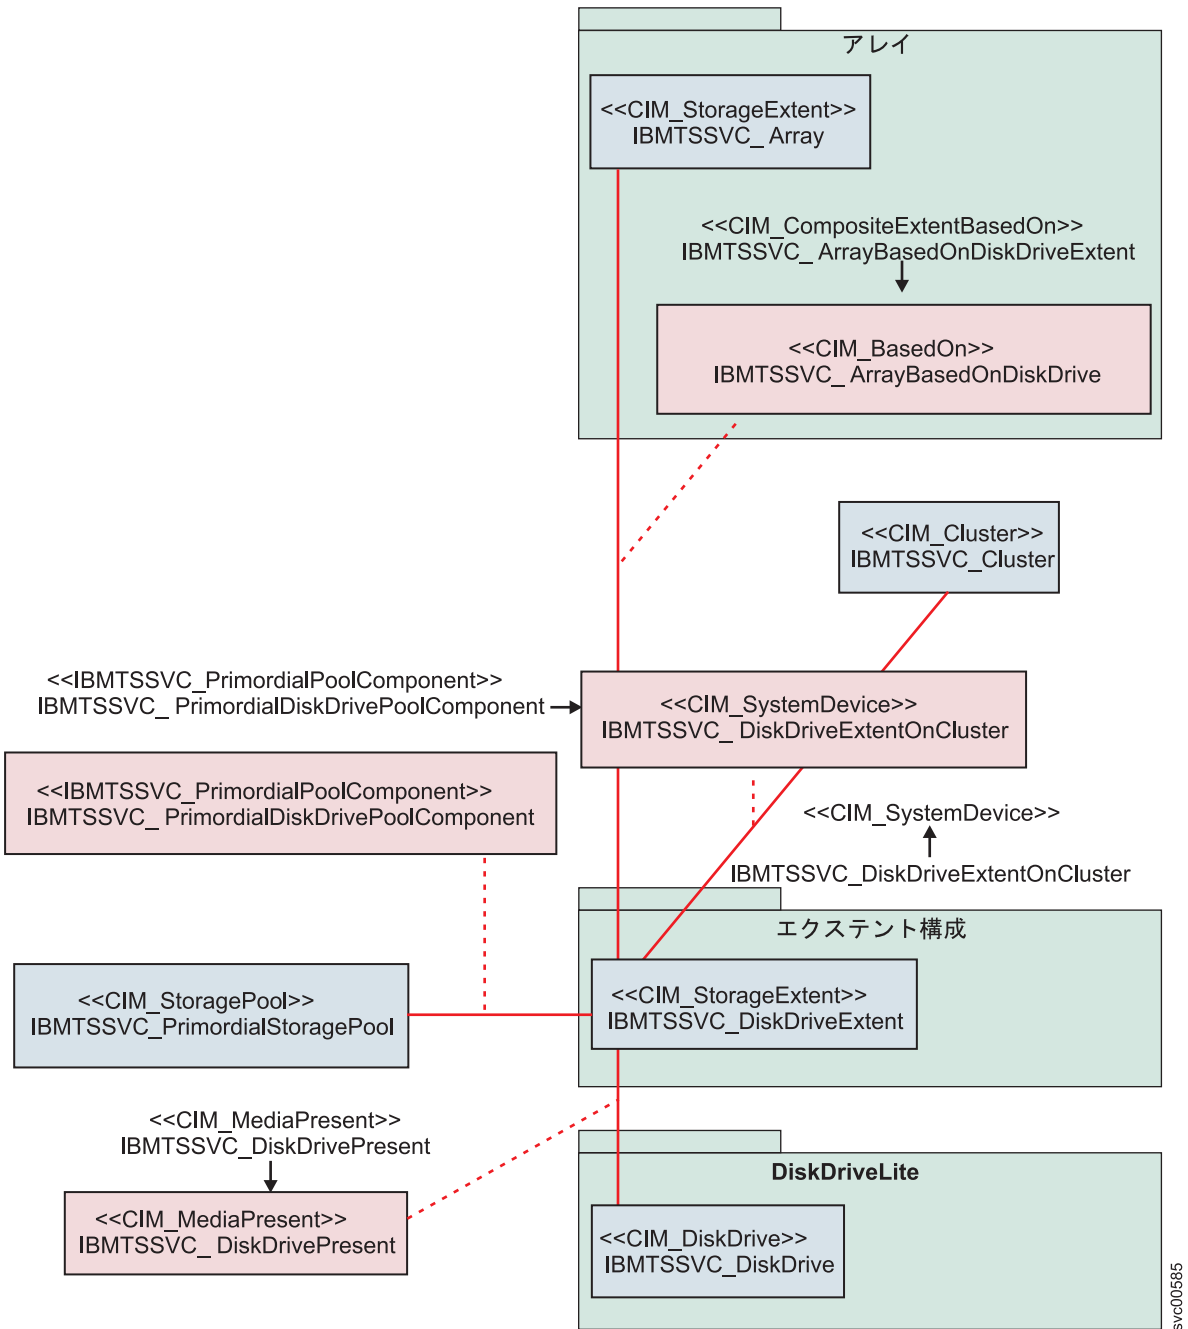 アレイ
<<CIM_StorageExtent>>
IBMTSSVC_ Array
<<CIM_CompositeExtentBasedOn>>
IBMTSSVC_ ArrayBasedOnDiskDriveExtent
<<CIM_BasedOn>>
IBMTSSVC_ ArrayBasedOnDiskDrive
<<CIM_Cluster>>
IBMTSSVC_Cluster
<<IBMTSSVC_PrimordialPoolComponent>>
IBMTSSVC_ PrimordialDiskDrivePoolComponent
<<CIM_SystemDevice>>
IBMTSSVC_ DiskDriveExtentOnCluster
<<IBMTSSVC_PrimordialPoolComponent>>
IBMTSSVC_ PrimordialDiskDrivePoolComponent
<<CIM_SystemDevice>>
IBMTSSVC_DiskDriveExtentOnCluster
エクステント構成
<<CIM_StoragePool>>
IBMTSSVC_PrimordialStoragePool
<<CIM_StorageExtent>>
IBMTSSVC_DiskDriveExtent
<<CIM_MediaPresent>>
IBMTSSVC_DiskDrivePresent
<<CIM_MediaPresent>>
IBMTSSVC_ DiskDrivePresent
DiskDriveLite
<<CIM_DiskDrive>>
IBMTSSVC_DiskDrive
svc00585